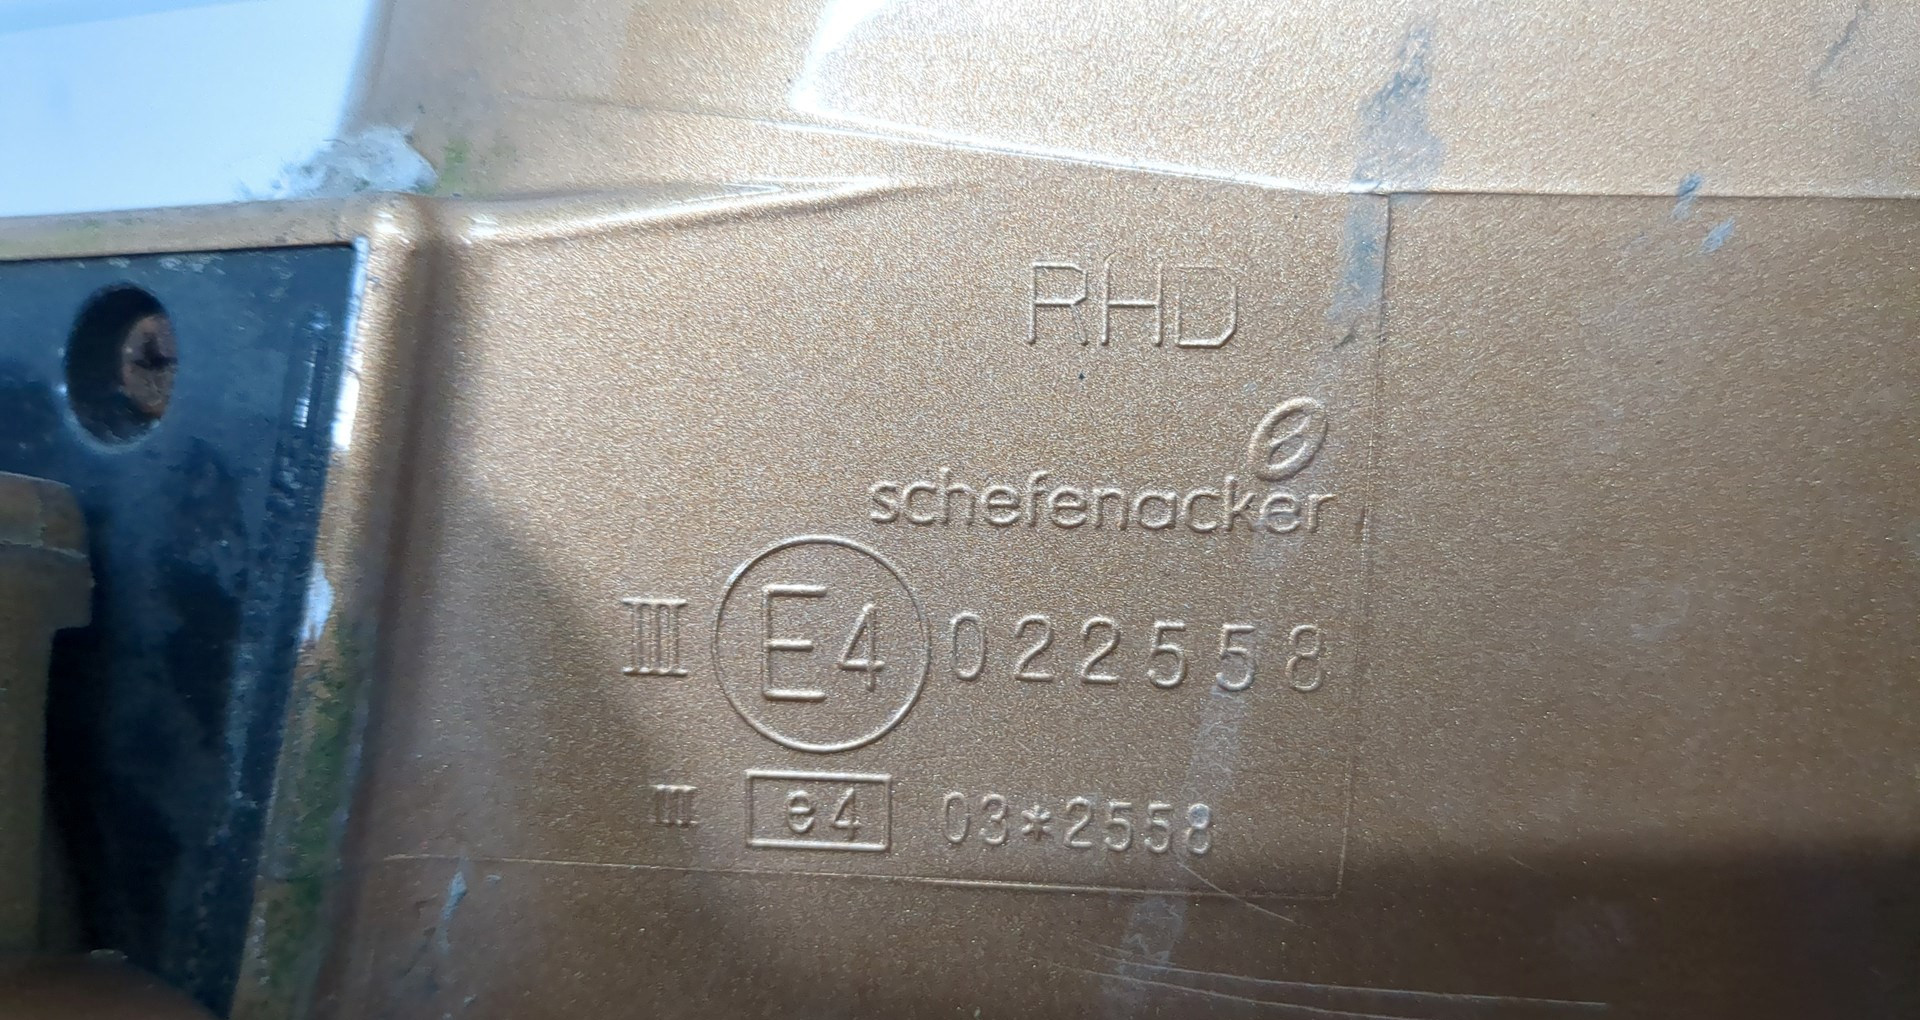 RHD
schefenacker
III E4 022558
III e4 03*2558